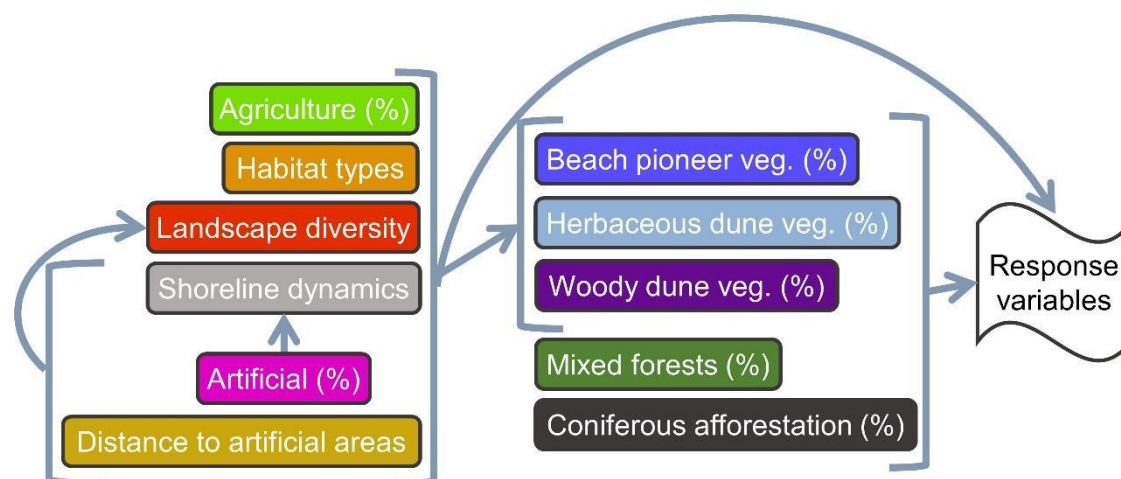 Agriculture (%)
Habitat types
Landscape diversity
Shoreline dynamics
Artificial (%)
Distance to artificial areas
Beach pioneer veg. (%)
Herbaceous dune veg. (%)
Woody dune veg. (%)
Mixed forests (%)
Coniferous afforestation (%)
Response
variables